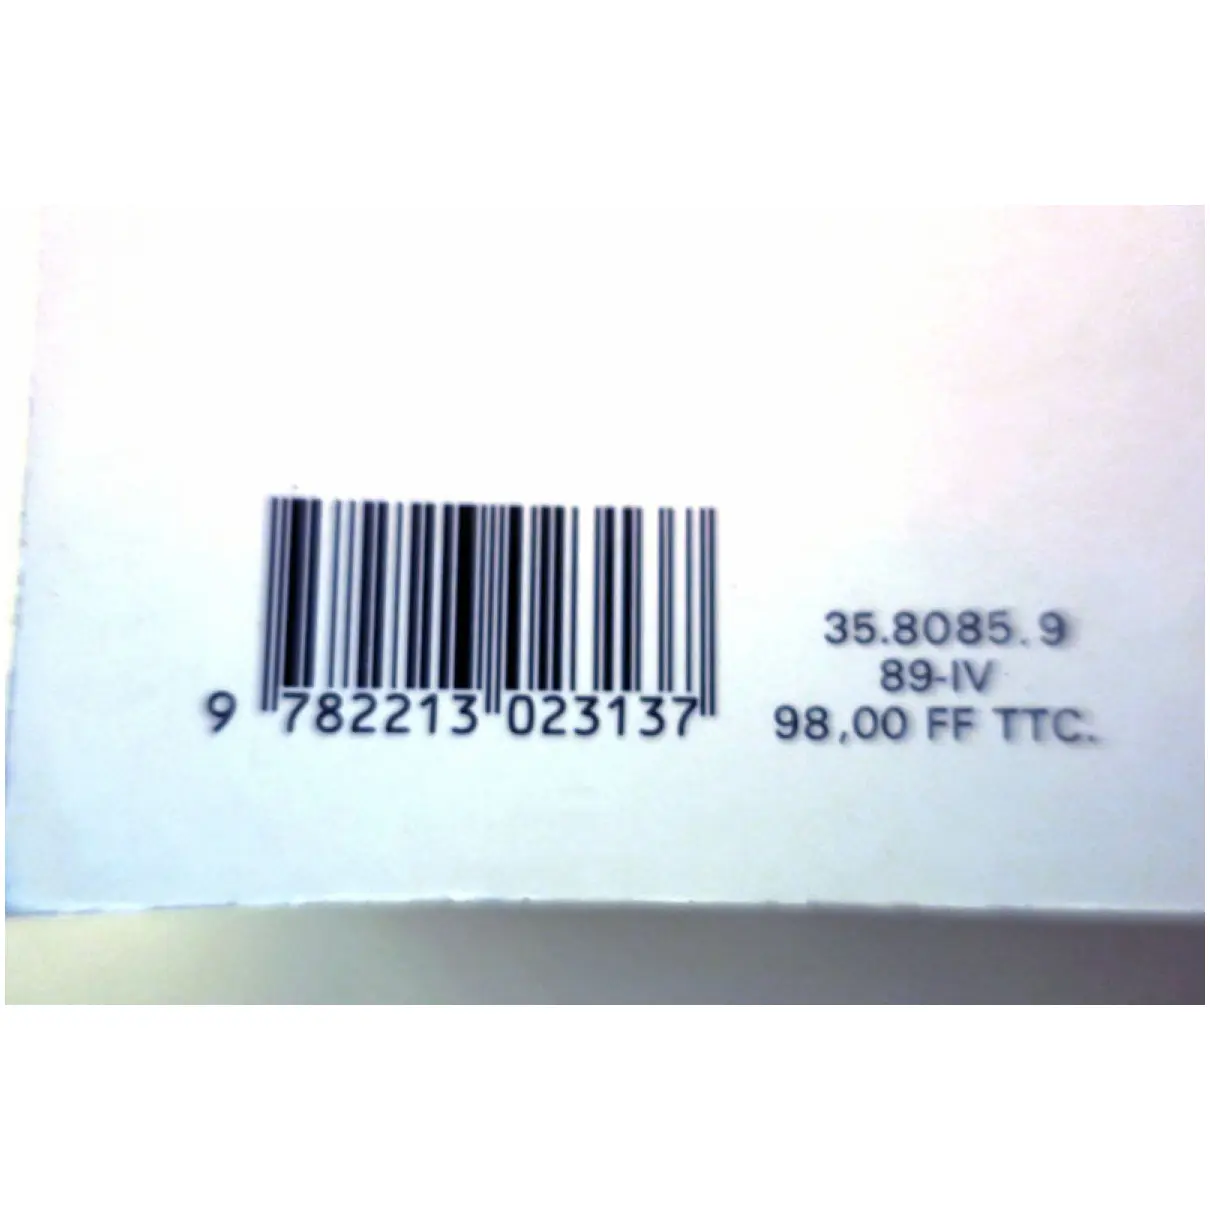 9 782213 023137
35.8085.9
89-IV
98,00 FF TTC.